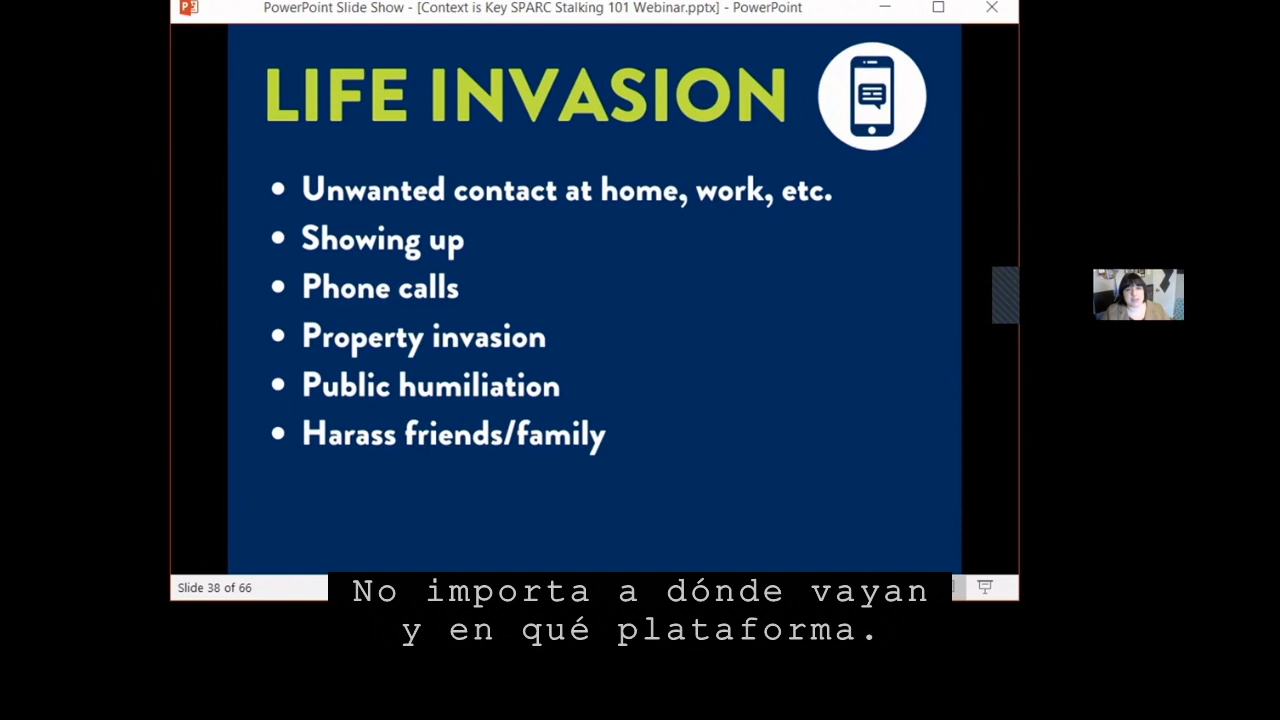 PowerPoint Slide Show - [Context is Key SPARC Stalking 101 Webinar.pptx] - PowerPoint
LIFE INVASION
• Unwanted contact at home, work, etc.
• Showing up
• Phone calls
• Property invasion
• Public humiliation
• Harass friends/family
Slide 38 of 66
No importa a dónde vayan
y en qué plataforma.